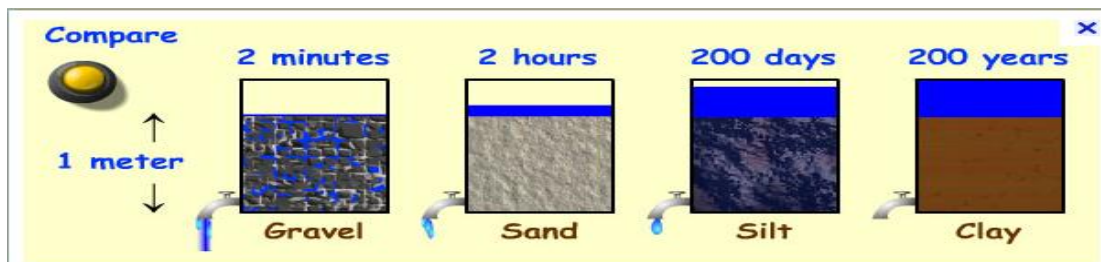 Compare
2 minutes 2 hours 200 days 200 years
1 meter
Gravel Sand Silt Clay